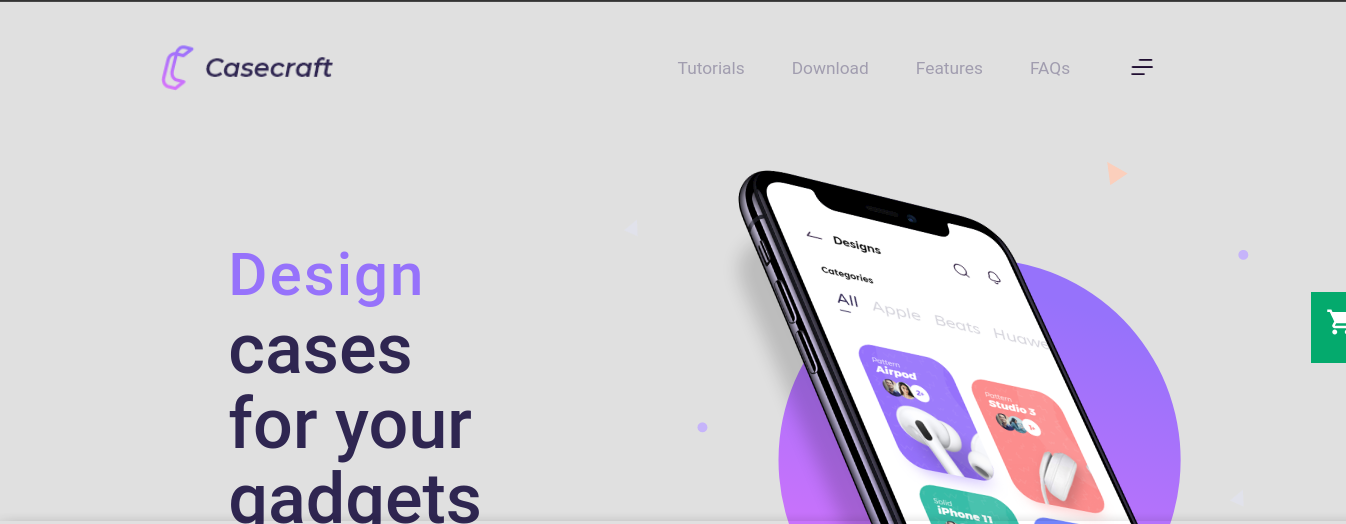 Casecraft
Tutorials
Download
Features
FAQs
Design
cases
for your
gadgets
Designs
Categories
All
Apple
Beats
Huawe
Pattern
Airpod
2+
Pattern
Studio 3
Solid
iPhone 11